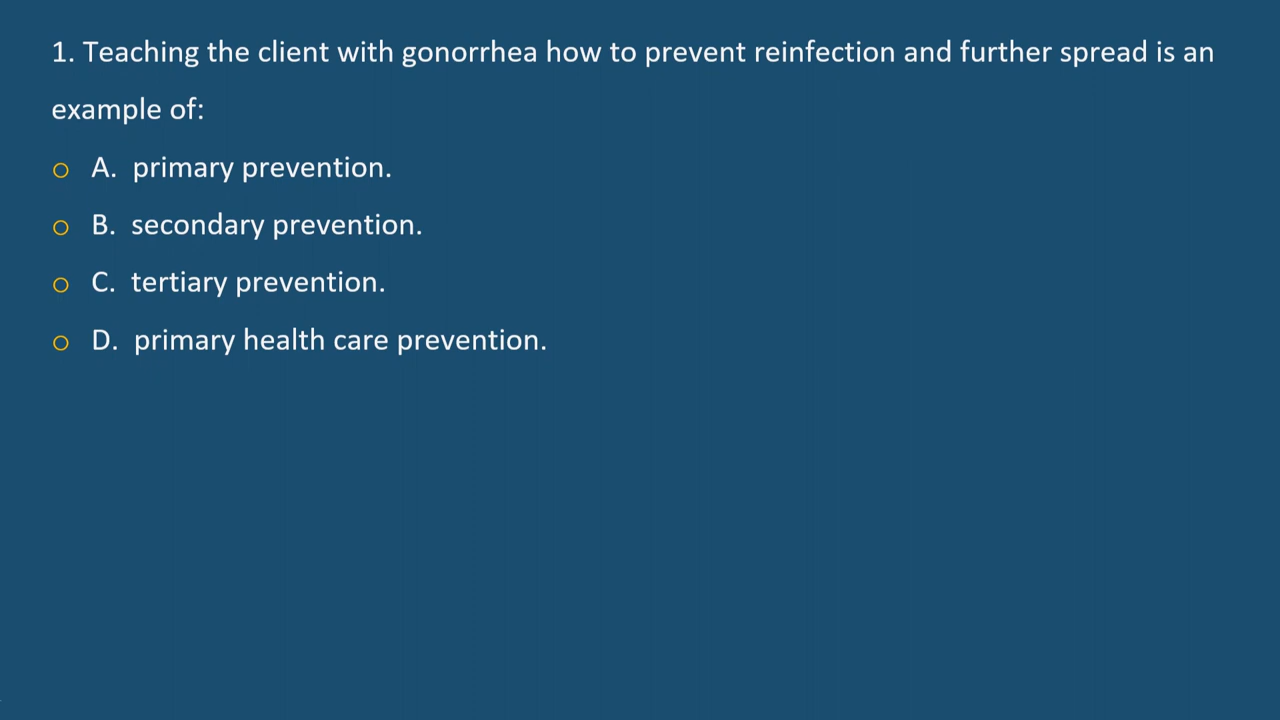 1. Teaching the client with gonorrhea how to prevent reinfection and further spread is an
example of:
o A. primary prevention.
o B. secondary prevention.
o C. tertiary prevention.
o D. primary health care prevention.